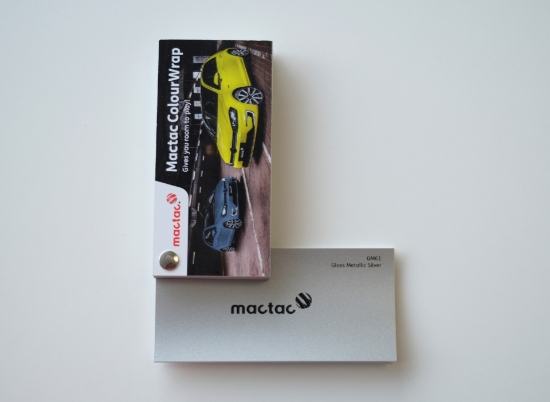 Mactac ColourWrap
Gives you room to play!
mactac
GM61
Gloss Metallic Silver
mactac